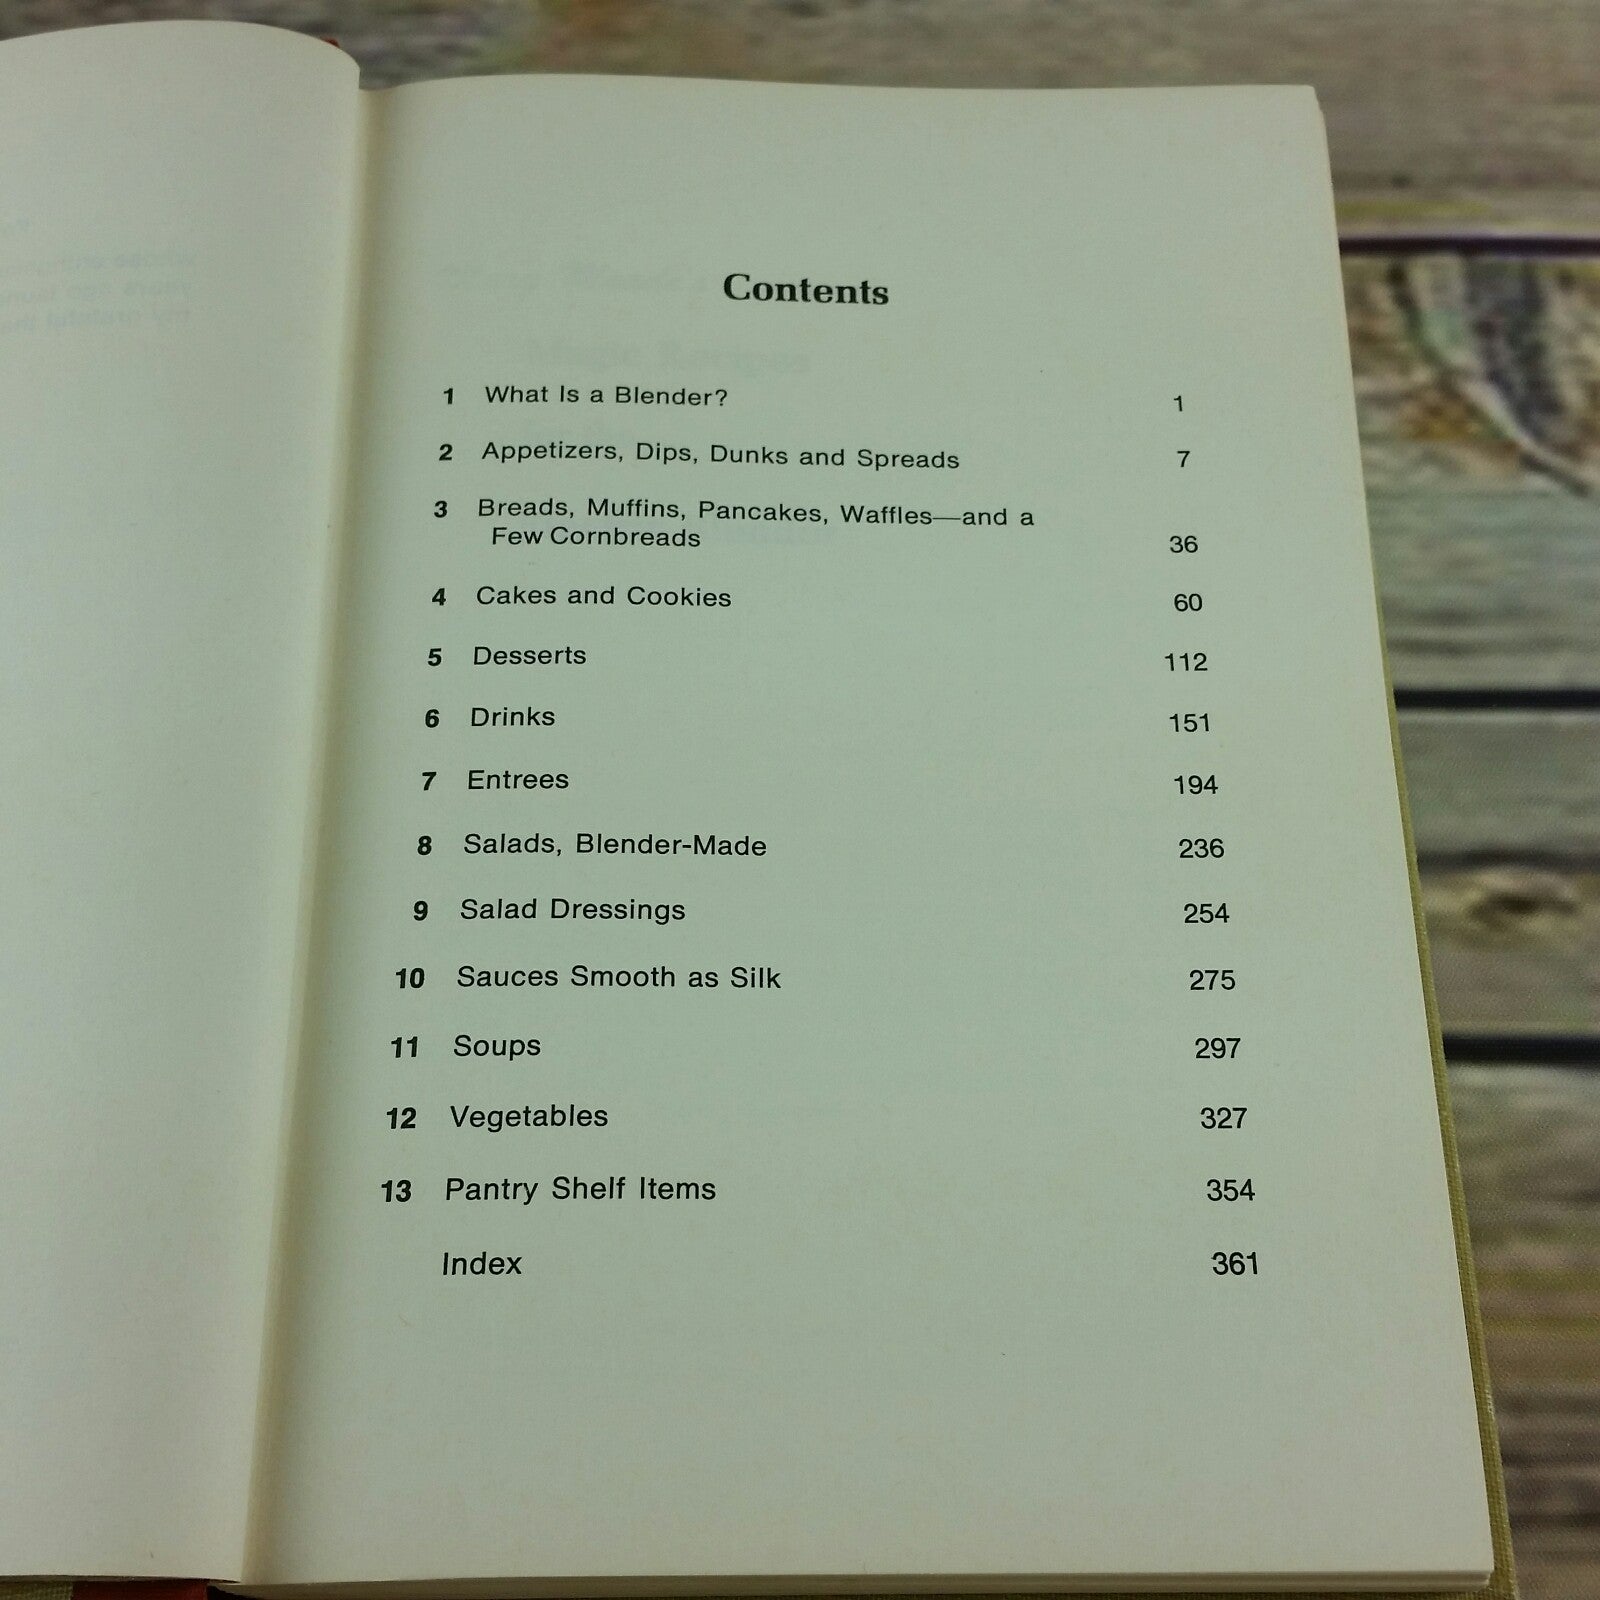 Contents
1 What Is a Blender? 1
2 Appetizers, Dips, Dunks and Spreads 7
3 Breads, Muffins, Pancakes, Waffles—and a
Few Cornbreads 36
4 Cakes and Cookies 60
5 Desserts 112
6 Drinks 151
7 Entrees 194
8 Salads, Blender-Made 236
9 Salad Dressings 254
10 Sauces Smooth as Silk 275
11 Soups 297
12 Vegetables 327
13 Pantry Shelf Items 354
Index 361